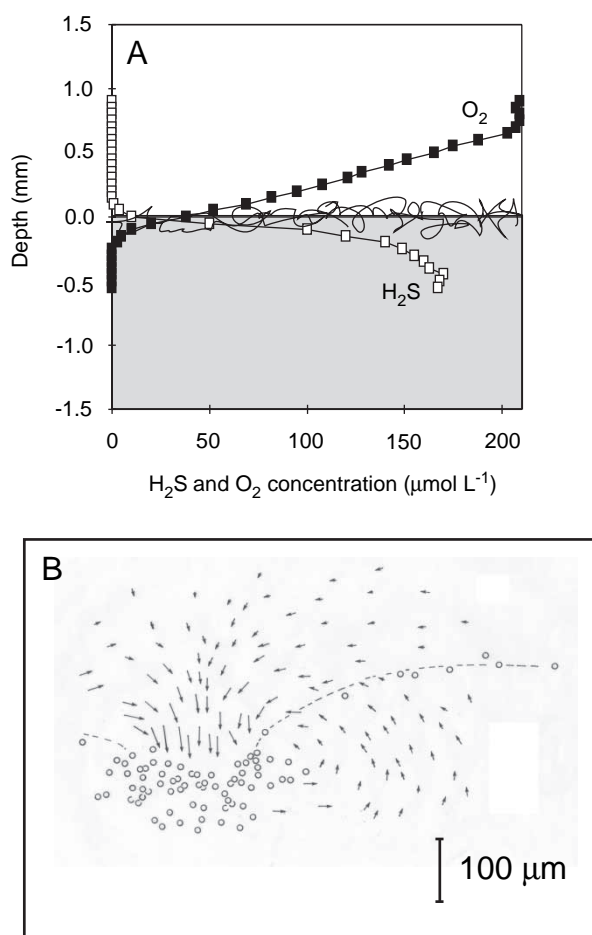 A
1.5
1.0
0.5
0.0
-0.5
-1.0
-1.5
Depth (mm)
O2
H2S
0 50 100 150 200
H2S and O2 concentration (μmol L-1)
B
100 μm